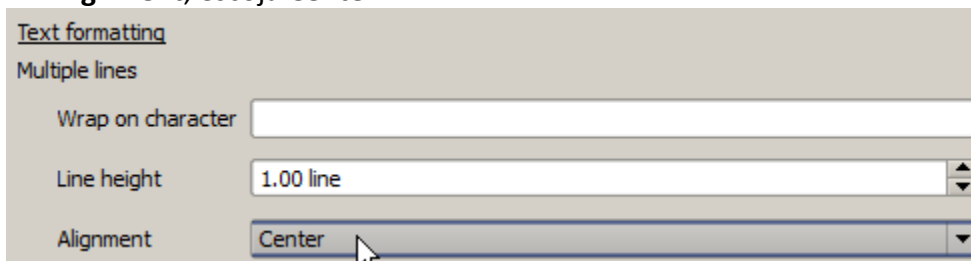 Text formatting
Multiple lines
Wrap on character
Line height 1.00 line
Alignment Center